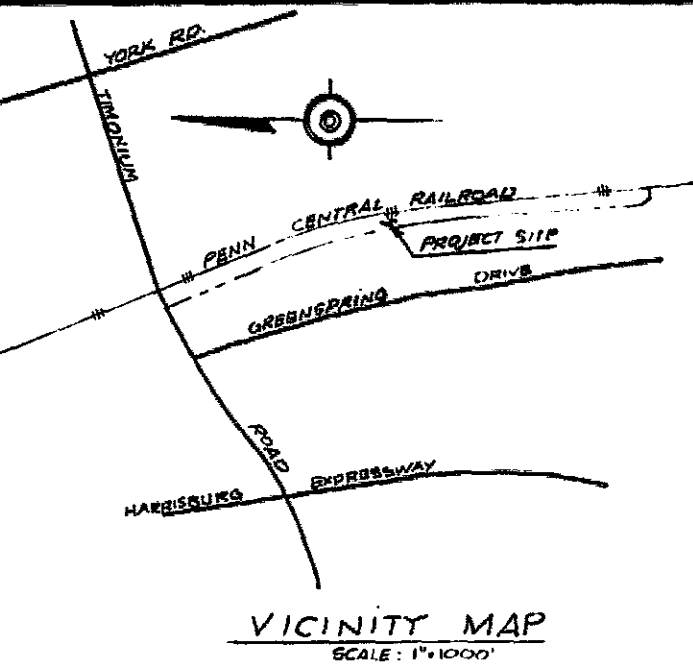 YORK RD.
TIMONIUM
PENN CENTRAL RAILROAD
PROJECT SITE
GREENSPRING DRIVE
ROAD
HARRISBURG EXPRESSWAY
VICINITY MAP
SCALE: 1"=1000'